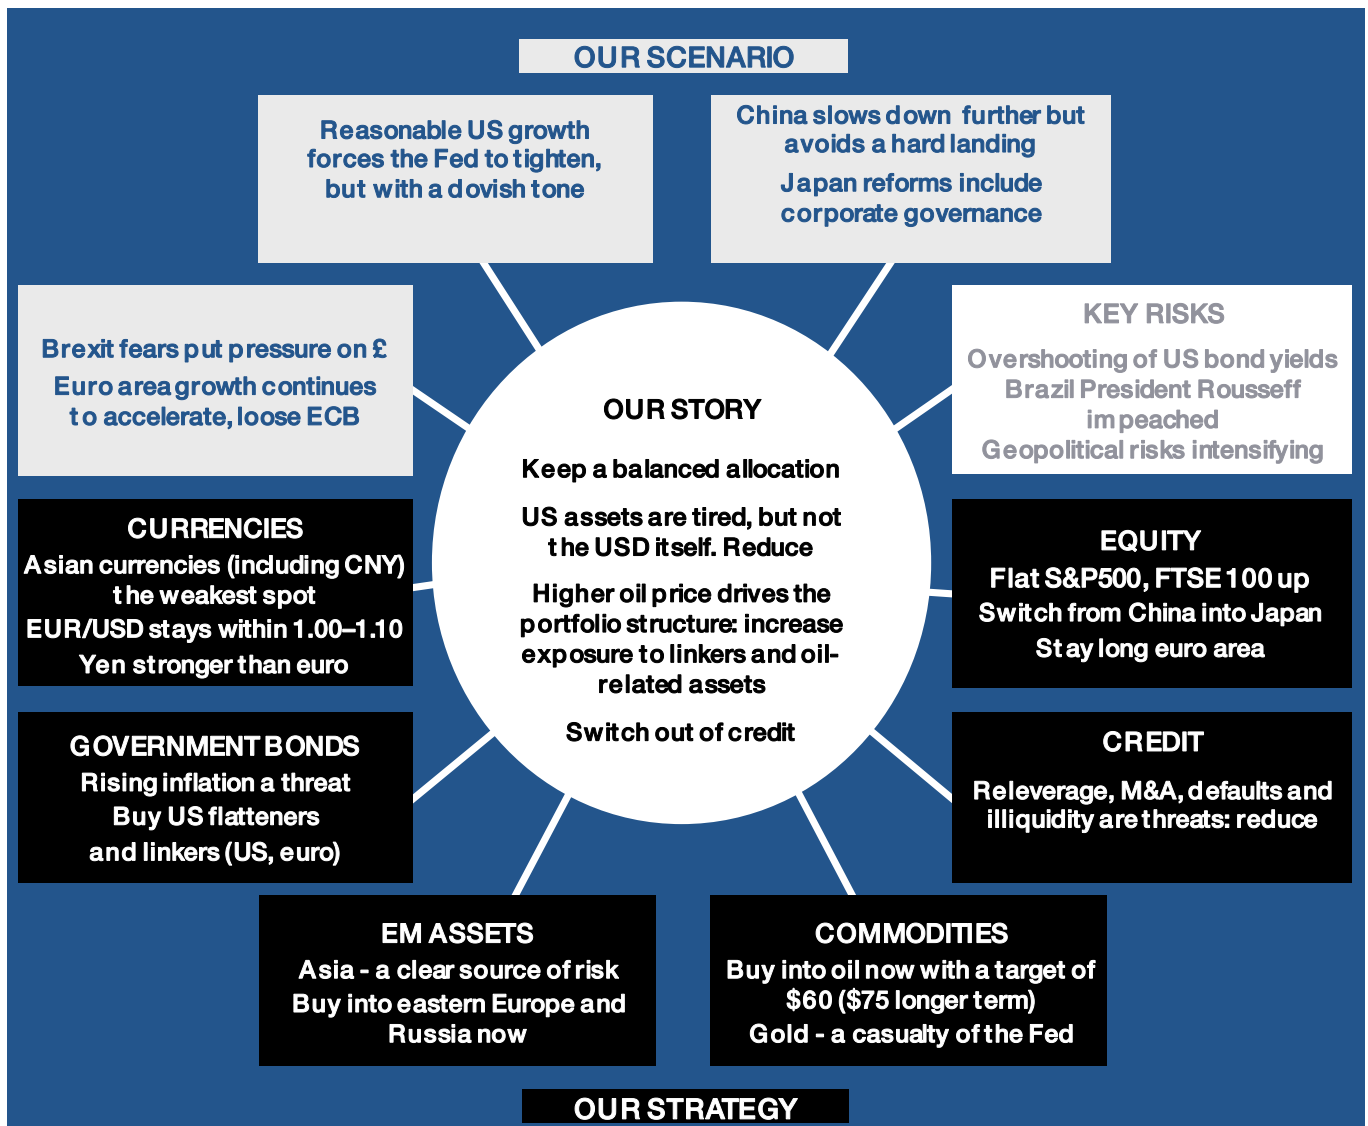 OUR SCENARIO
Reasonable US growth
forces the Fed to tighten,
but with a dovish tone
China slows down further but
avoids a hard landing
Japan reforms include
corporate governance
Brexit fears put pressure on £
Euro area growth continues
to accelerate, loose ECB
KEY RISKS
Overshooting of US bond yields
Brazil President Rousseff
impeached
Geopolitical risks intensifying
OUR STORY
Keep a balanced allocation
US assets are tired, but not
the USD itself. Reduce
Higher oil price drives the
portfolio structure: increase
exposure to linkers and oil-
related assets
Switch out of credit
CURRENCIES
Asian currencies (including CNY)
the weakest spot
EUR/USD stays within 1.00–1.10
Yen stronger than euro
EQUITY
Flat S&P500, FTSE 100 up
Switch from China into Japan
Stay long euro area
GOVERNMENT BONDS
Rising inflation a threat
Buy US flatteners
and linkers (US, euro)
CREDIT
Releverage, M&A, defaults and
illiquidity are threats: reduce
EM ASSETS
Asia - a clear source of risk
Buy into eastern Europe and
Russia now
COMMODITIES
Buy into oil now with a target of
$60 ($75 longer term)
Gold - a casualty of the Fed
OUR STRATEGY